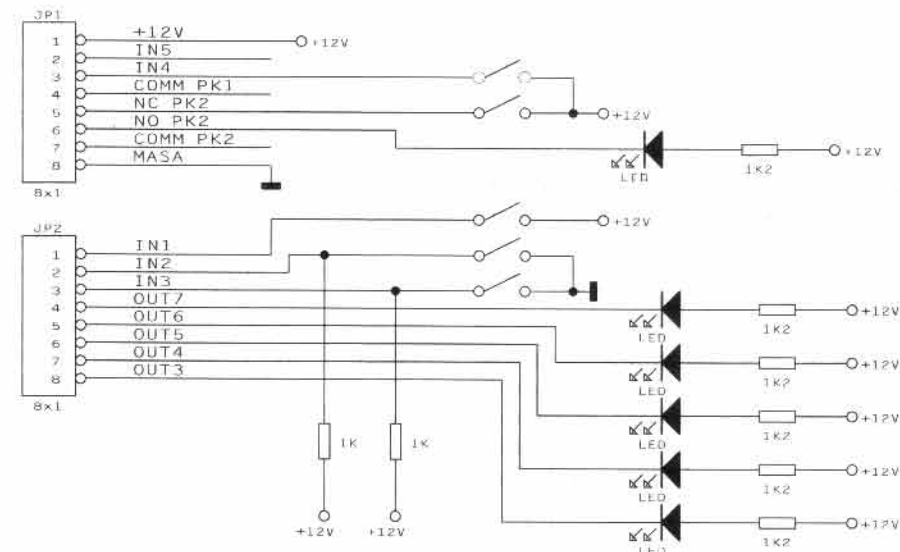 JP1
1 +12V +12V
2 IN5
3 IN4
4 COMM PK1
5 NC PK2 +12V
6 NO PK2
7 COMM PK2 LED 1K2 +12V
8 MASA
8x1
JP2
+12V
1 IN1
2 IN2
3 IN3
4 OUT7 LED 1K2 +12V
5 OUT6
6 OUT5 LED 1K2 +12V
7 OUT4
8 OUT3
8x1
LED 1K2 +12V
1K 1K
LED 1K2 +12V
+12V +12V
LED 1K2 +12V